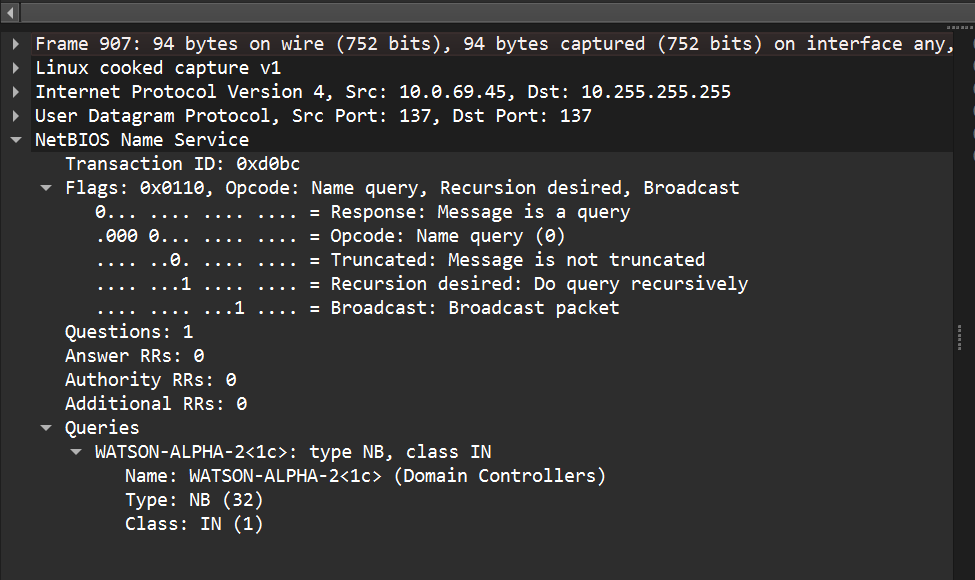 Frame 907: 94 bytes on wire (752 bits), 94 bytes captured (752 bits) on interface any,
Linux cooked capture v1
Internet Protocol Version 4, Src: 10.0.69.45, Dst: 10.255.255.255
User Datagram Protocol, Src Port: 137, Dst Port: 137
NetBIOS Name Service
Transaction ID: 0xd0bc
Flags: 0x0110, Opcode: Name query, Recursion desired, Broadcast
0... .... .... .... = Response: Message is a query
.000 0... .... .... = Opcode: Name query (0)
.... ..0. .... .... = Truncated: Message is not truncated
.... ...1 .... .... = Recursion desired: Do query recursively
.... .... ...1 .... = Broadcast: Broadcast packet
Questions: 1
Answer RRs: 0
Authority RRs: 0
Additional RRs: 0
Queries
WATSON-ALPHA-2<1c>: type NB, class IN
Name: WATSON-ALPHA-2<1c> (Domain Controllers)
Type: NB (32)
Class: IN (1)